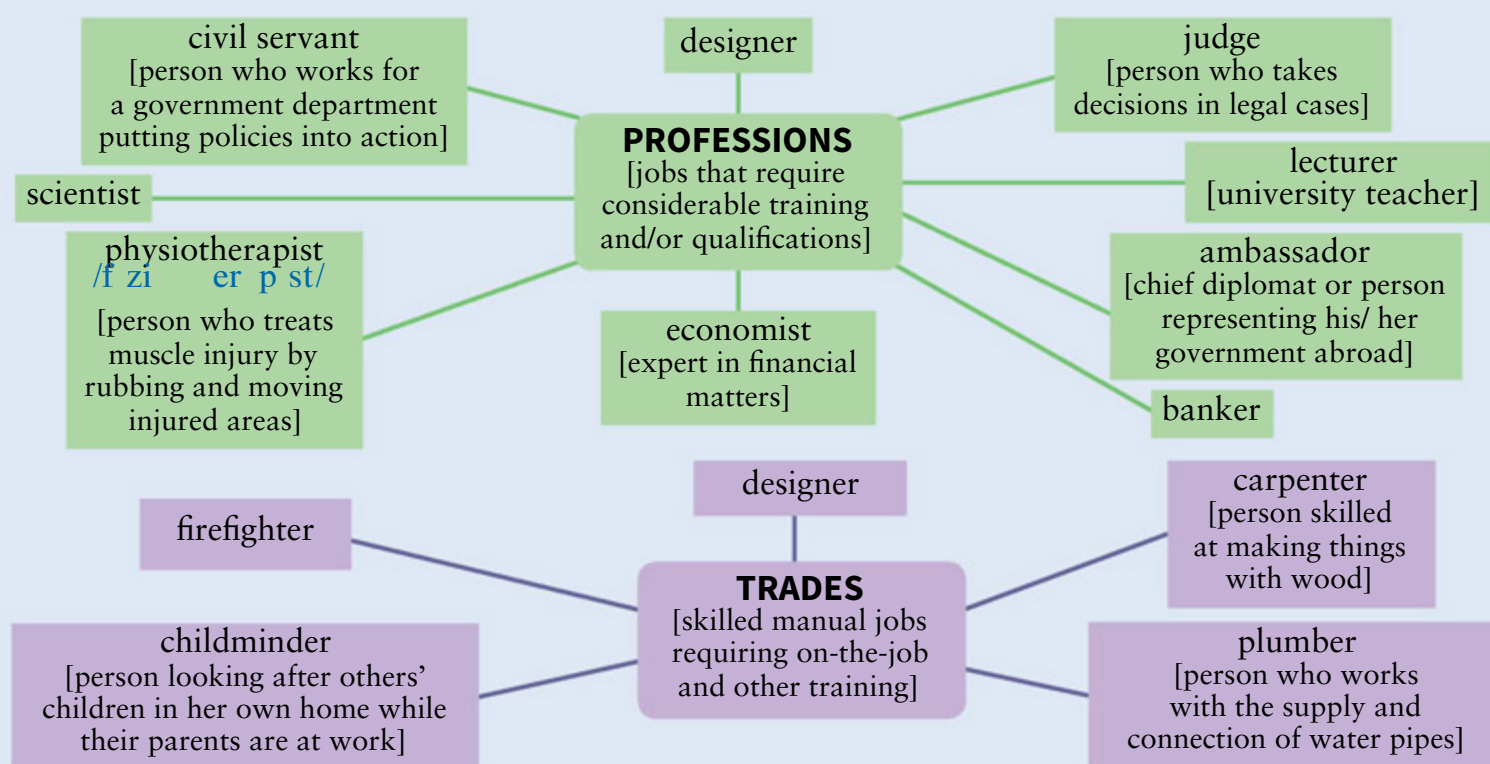 civil servant
[person who works for
a government department
putting policies into action]
designer
judge
[person who takes
decisions in legal cases]
PROFESSIONS
[jobs that require
considerable training
and/or qualifications]
lecturer
[university teacher]
scientist
physiotherapist
/f zi er p st/
[person who treats
muscle injury by
rubbing and moving
injured areas]
ambassador
[chief diplomat or person
representing his/ her
government abroad]
economist
[expert in financial
matters]
banker
designer
firefighter
carpenter
[person skilled
at making things
with wood]
TRADES
[skilled manual jobs
requiring on-the-job
and other training]
childminder
[person looking after others’
children in her own home while
their parents are at work]
plumber
[person who works
with the supply and
connection of water pipes]